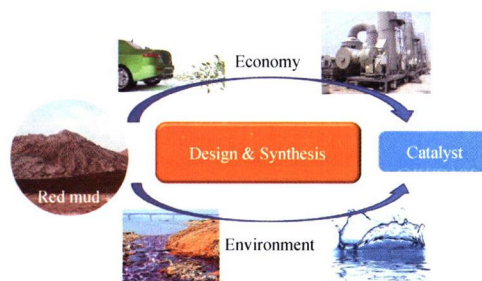 Economy
Design & Synthesis
Catalyst
Red mud
Environment